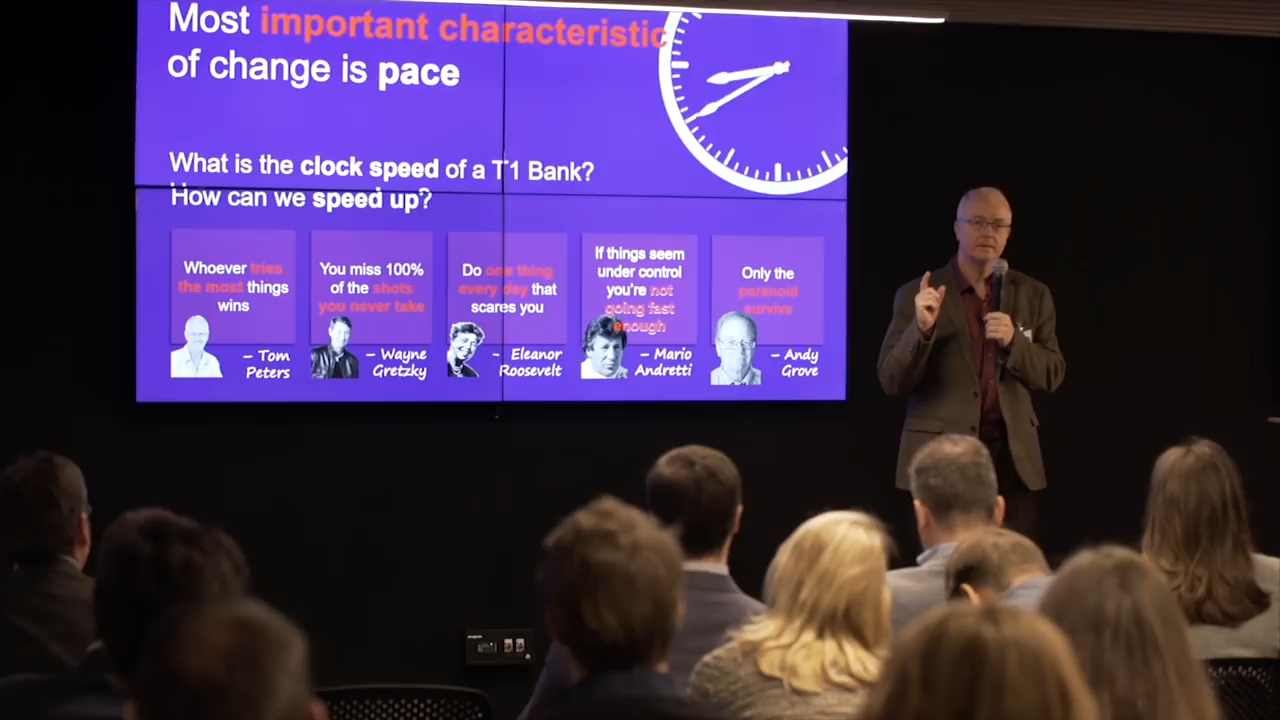 Most important characteristic
of change is pace
What is the clock speed of a T1 Bank?
How can we speed up?
Whoever tries
the most things
wins
– Tom
Peters
You miss 100%
of the shots
you never take
– Wayne
Gretzky
Do one thing
every day that
scares you
– Eleanor
Roosevelt
If things seem
under control
you're not
going fast
enough
– Mario
Andretti
Only the
paranoid
survive
– Andy
Grove